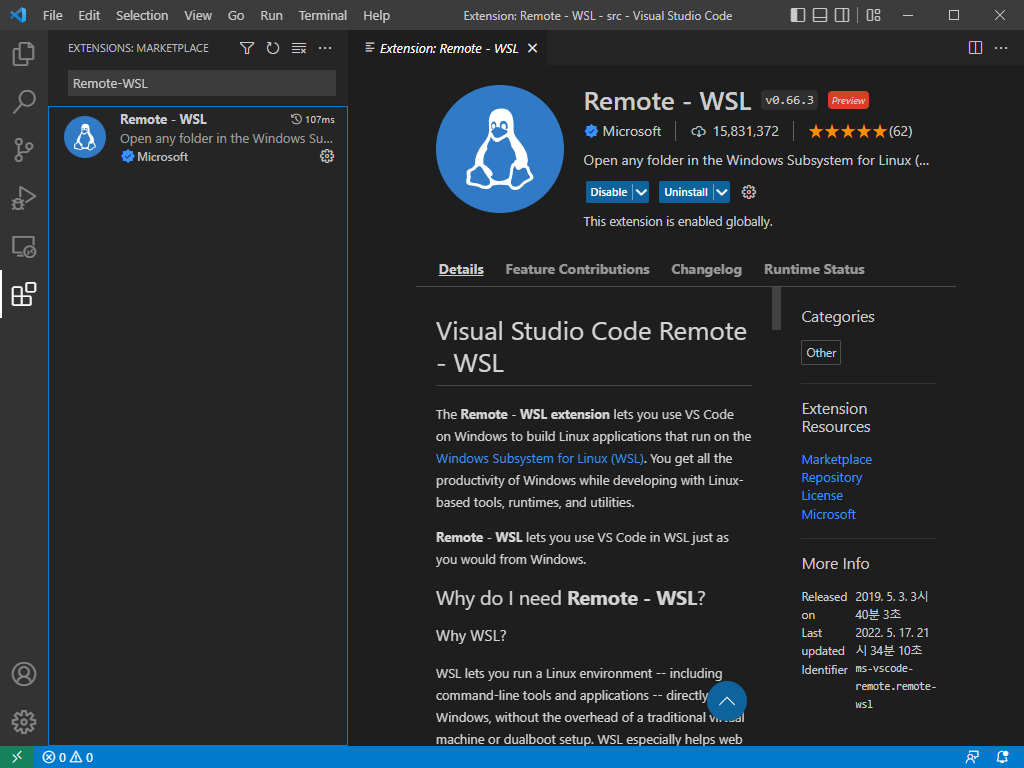 File Edit Selection View Go Run Terminal Help Extension: Remote - WSL - src - Visual Studio Code
EXTENSIONS: MARKETPLACE
Remote-WSL
Remote - WSL 107ms
Open any folder in the Windows Su...
Microsoft
Extension: Remote - WSL
Remote - WSL v0.66.3 Preview
Microsoft 15,831,372 (62)
Open any folder in the Windows Subsystem for Linux (...
Disable Uninstall
This extension is enabled globally.
Details Feature Contributions Changelog Runtime Status
Visual Studio Code Remote
- WSL
The Remote - WSL extension lets you use VS Code
on Windows to build Linux applications that run on the
Windows Subsystem for Linux (WSL). You get all the
productivity of Windows while developing with Linux-
based tools, runtimes, and utilities.
Remote - WSL lets you use VS Code in WSL just as
you would from Windows.
Why do I need Remote - WSL?
Why WSL?
WSL lets you run a Linux environment -- including
command-line tools and applications -- directly
Windows, without the overhead of a traditional virtual
machine or dualboot setup. WSL especially helps web
Categories
Other
Extension
Resources
Marketplace
Repository
License
Microsoft
More Info
Released 2019. 5. 3. 3시
on 40분 3초
Last 2022. 5. 17. 21
updated 시 34분 10초
Identifier ms-vscode-
remote.remote-
wsl
0 0